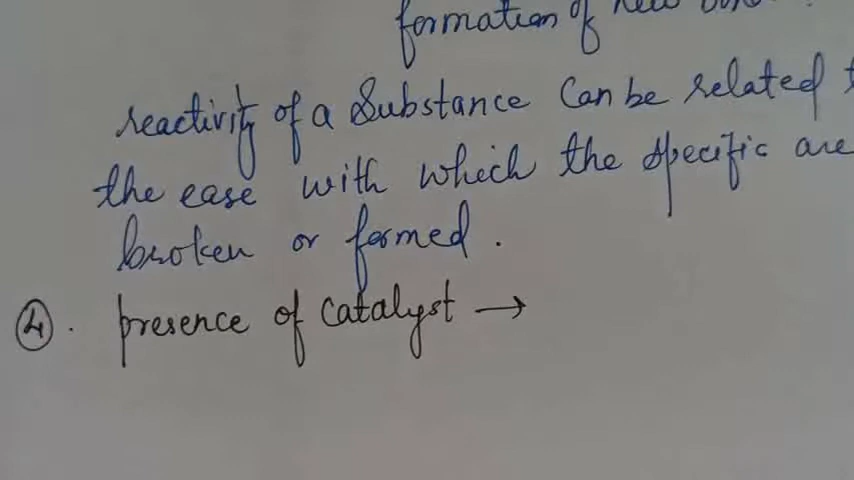 formation of new
reactivity of a Substance Can be related
the ease with which the specific are
broken or formed.
4. presence of Catalyst →